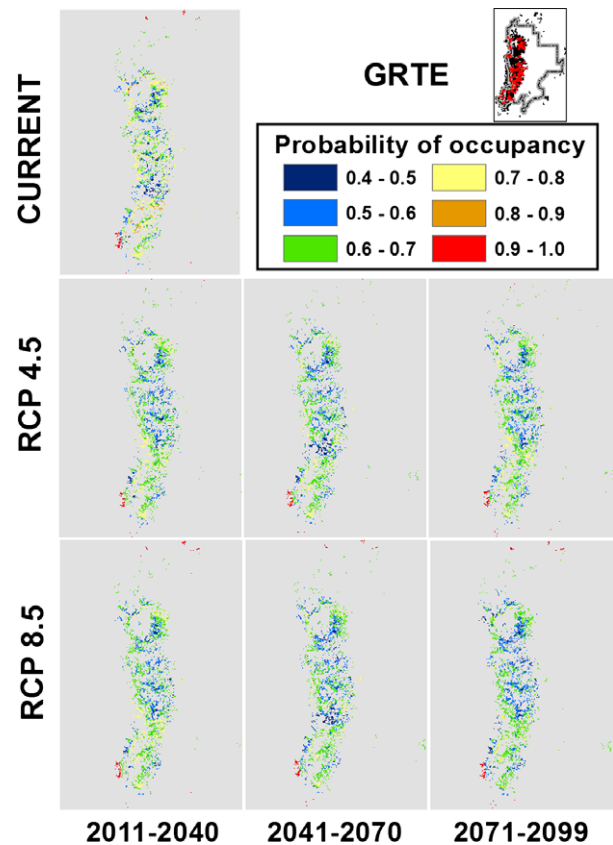 GRTE
Probability of occupancy
0.4 - 0.5
0.7 - 0.8
0.5 - 0.6
0.8 - 0.9
0.6 - 0.7
0.9 - 1.0
CURRENT
RCP 4.5
RCP 8.5
2011-2040
2041-2070
2071-2099